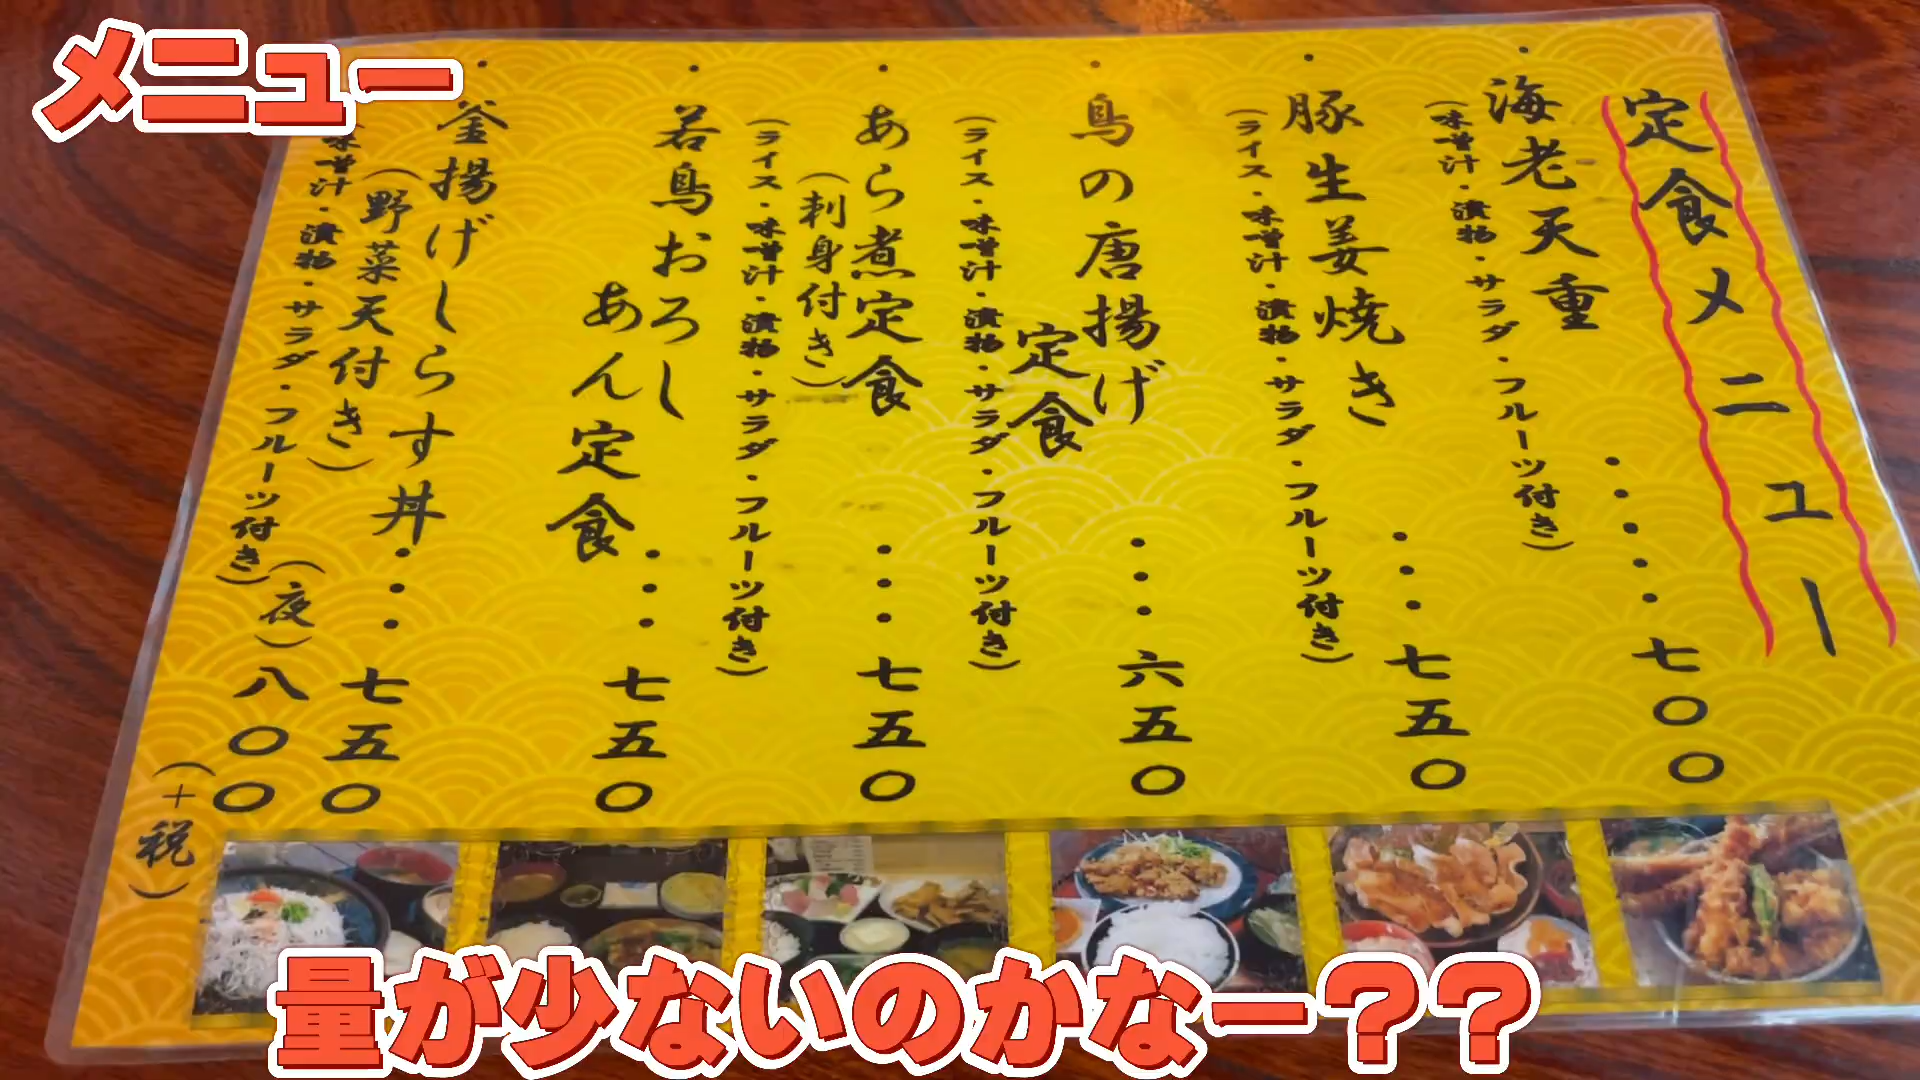 メニュー
定食メニュー
・海老天重・・・・・七〇〇
(味噌汁・漬物・サラダ・フルーツ付き)
・豚生姜焼き・・・七五〇
(ライス・味噌汁・漬物・サラダ・フルーツ付き)
・鳥の唐揚げ
定食・・・六五〇
(ライス・味噌汁・漬物・サラダ・フルーツ付き)
・あら煮定食・・・七五〇
(刺身付き)
(ライス・味噌汁・漬物・サラダ・フルーツ付き)
・若鳥おろし
あん定食・・・七五〇
・釜揚げしらす丼・・・七五〇
(野菜天付き)
(夜)八〇〇
(味噌汁・漬物・サラダ・フルーツ付き)
(+税)
量が少ないのかなー??